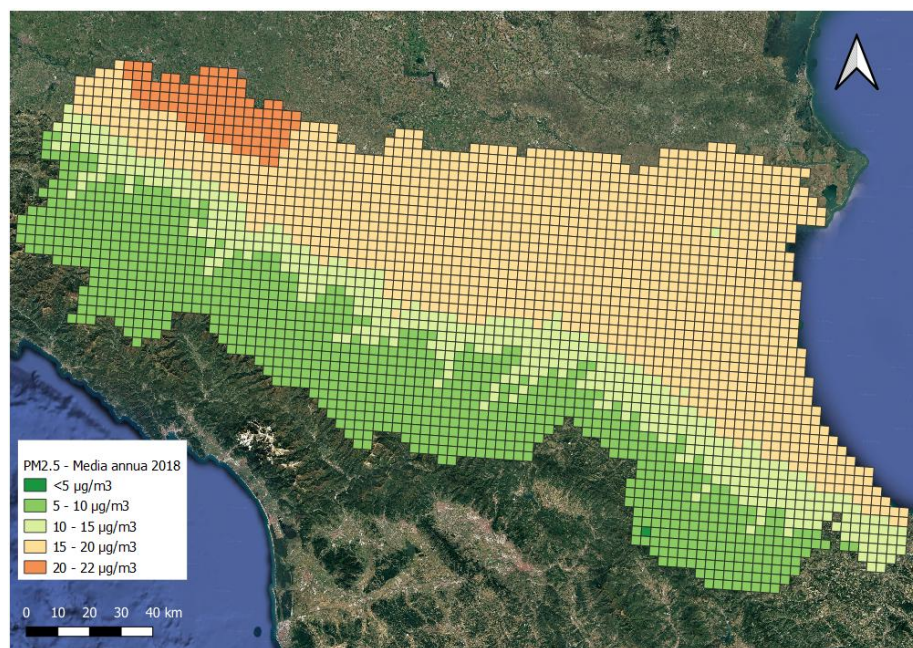 PM2.5 - Media annua 2018
<5 µg/m3
5 - 10 µg/m3
10 - 15 µg/m3
15 - 20 µg/m3
20 - 22 µg/m3
0 10 20 30 40 km